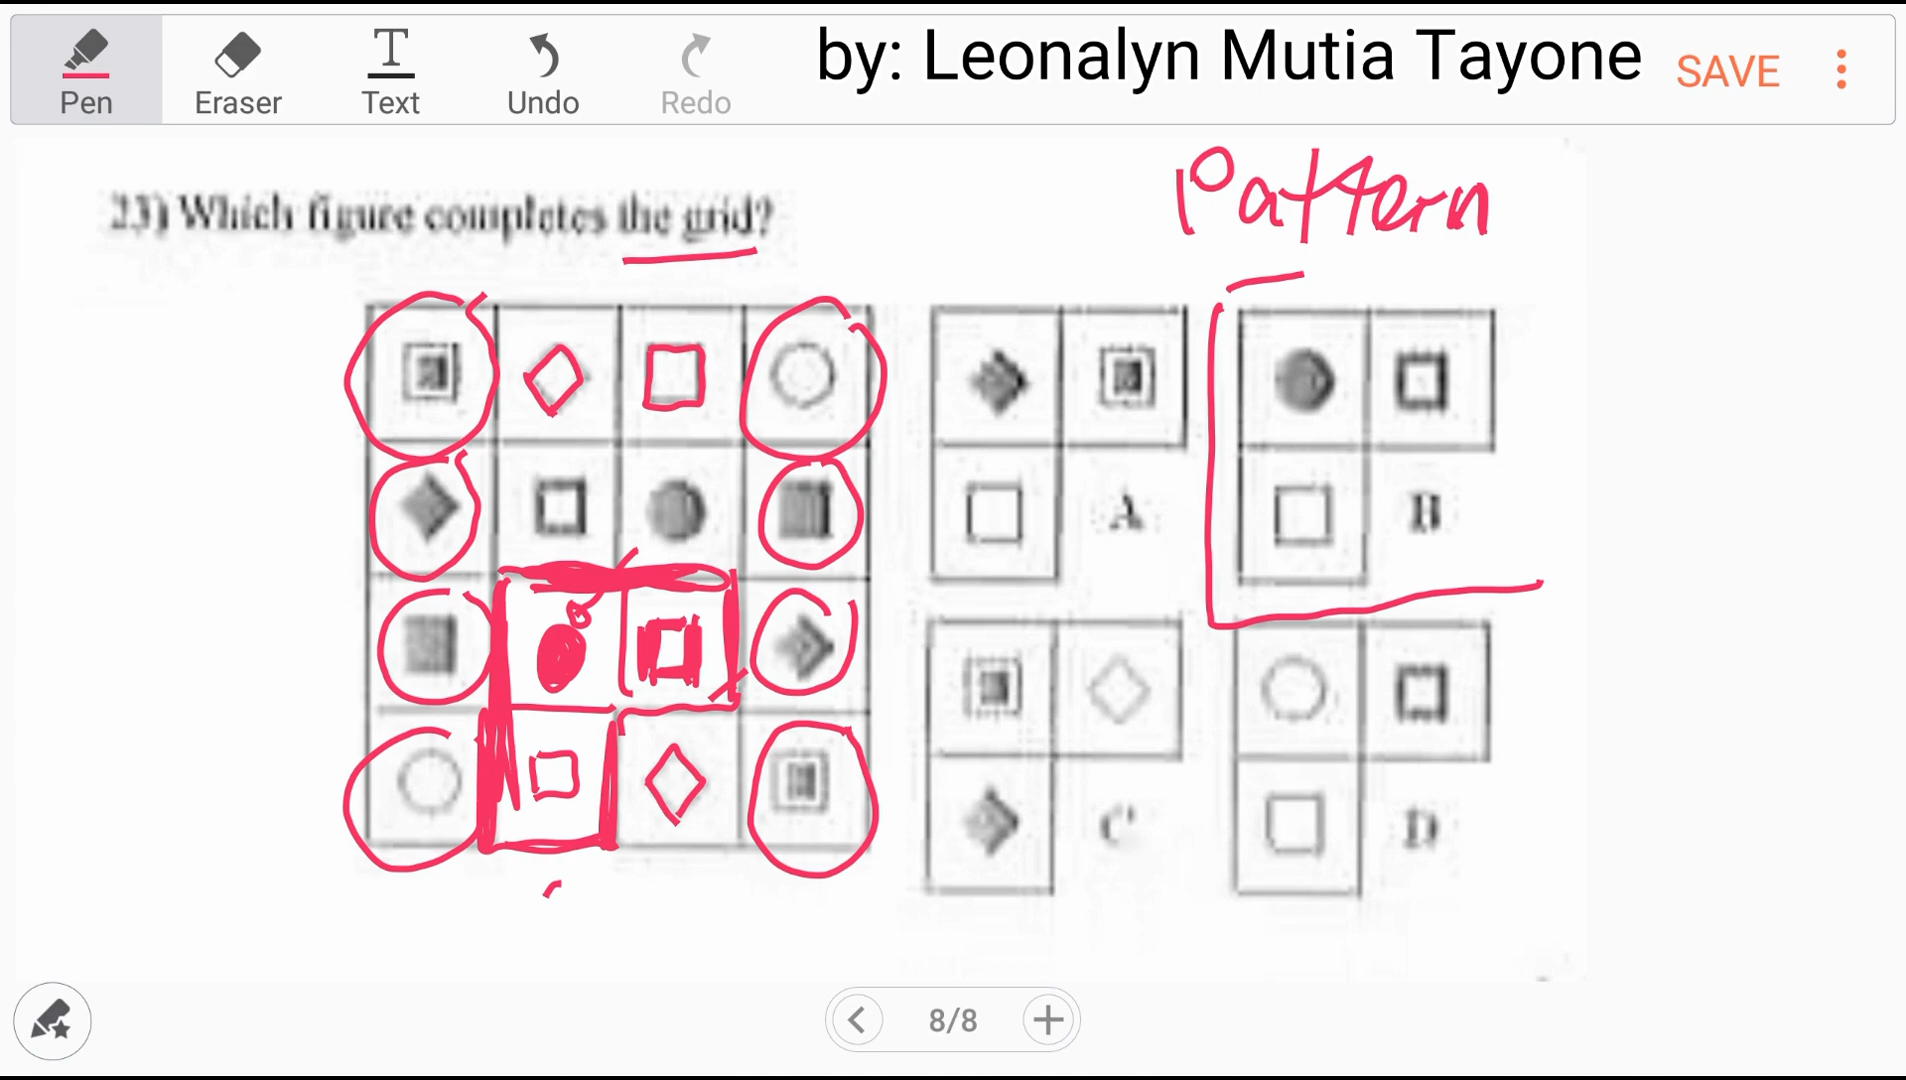 Pen
Eraser
T
Text
Undo
Redo
by: Leonalyn Mutia Tayone
SAVE
Pattern
23) Which figure completes the grid?
A
B
C
D
8/8